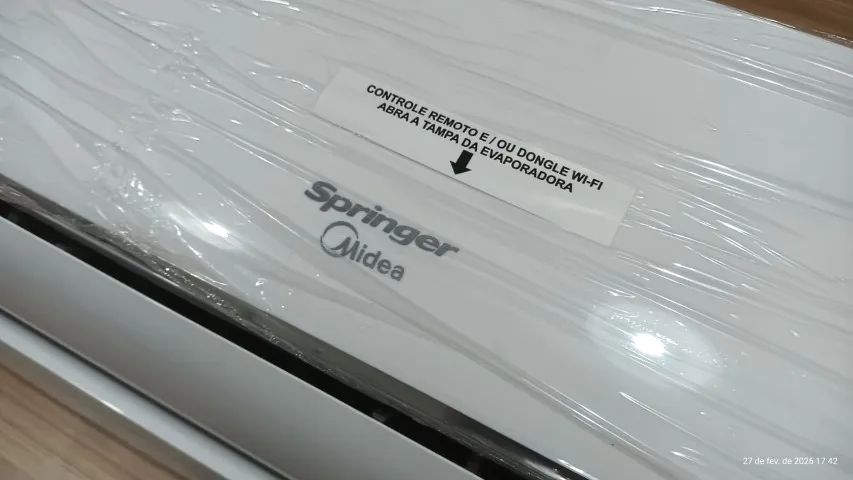 CONTROLE REMOTO E / OU DONGLE WI-FI
ABRA A TAMPA DA EVAPORADORA
Springer
Midea
27 de fev. de 2026 17:42